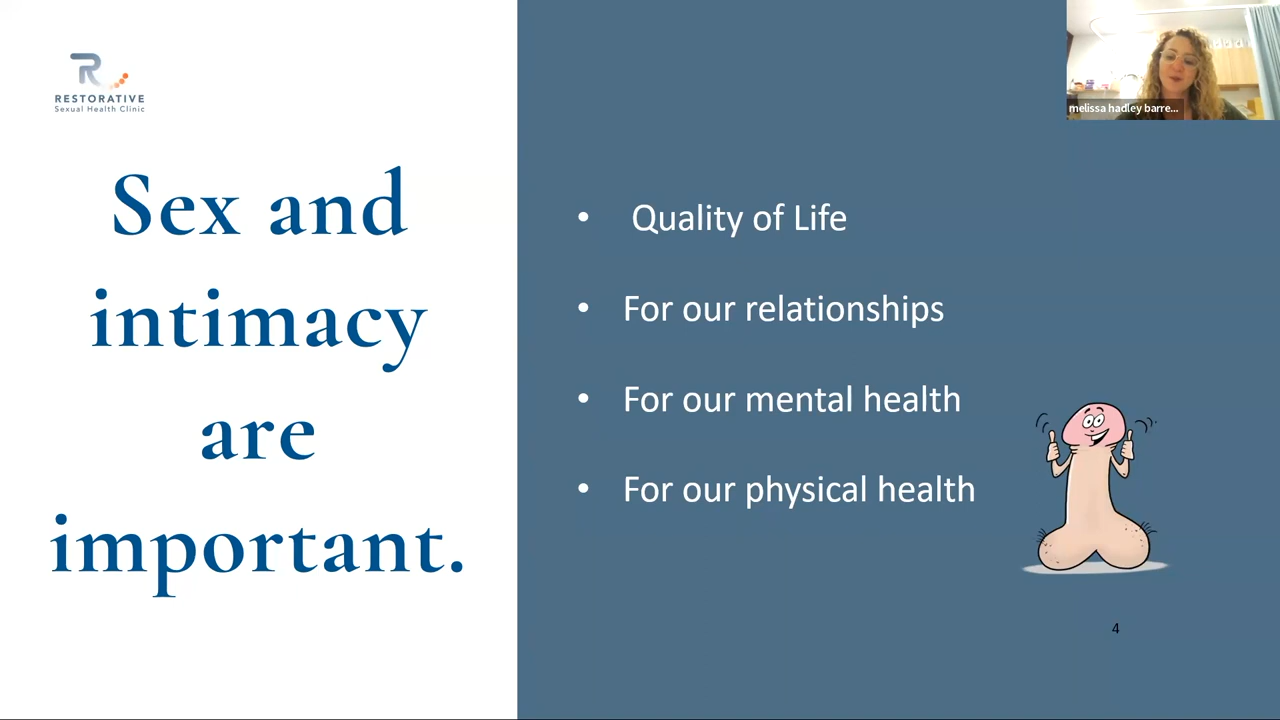 RESTORATIVE
Sexual Health Clinic
Sex and
intimacy
are
important.
• Quality of Life
• For our relationships
• For our mental health
• For our physical health
melissa hadley barre...
4